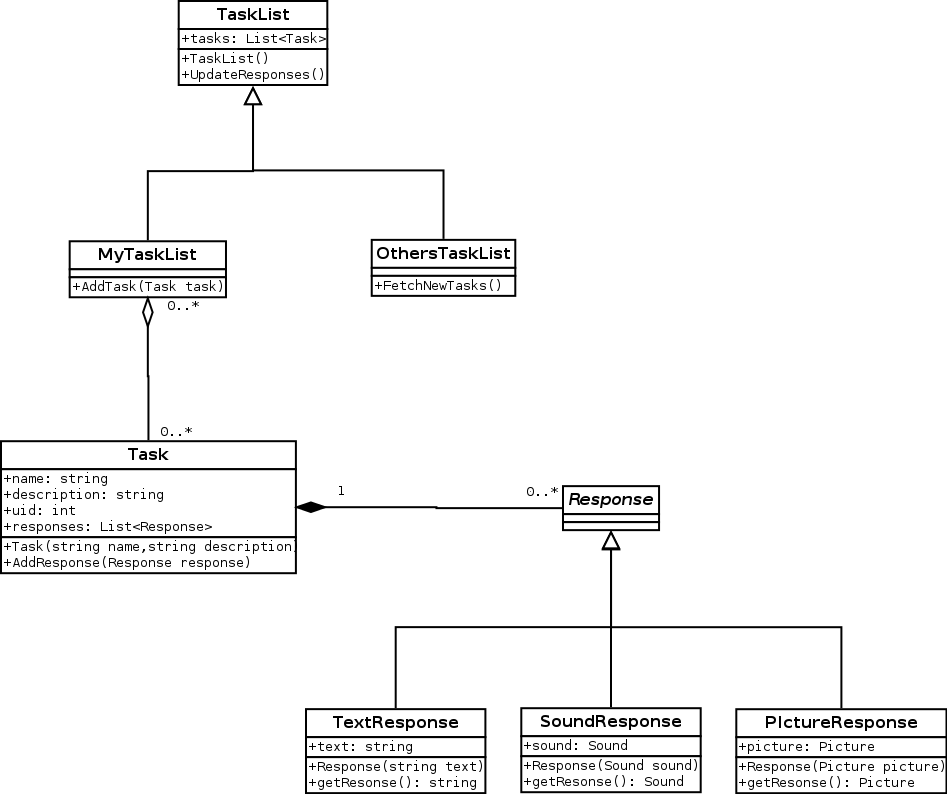 TaskList
+tasks: List<Task>
+TaskList()
+UpdateResponses()
MyTaskList
+AddTask(Task task)
OthersTaskList
+FetchNewTasks()
0..*
0..*
Task
+name: string
+description: string
+uid: int
+responses: List<Response>
+Task(string name,string description)
+AddResponse(Response response)
1
0..*
Response
TextResponse
+text: string
+Response(string text)
+getResonse(): string
SoundResponse
+sound: Sound
+Response(Sound sound)
+getResonse(): Sound
PIctureResponse
+picture: Picture
+Response(Picture picture)
+getResonse(): Picture